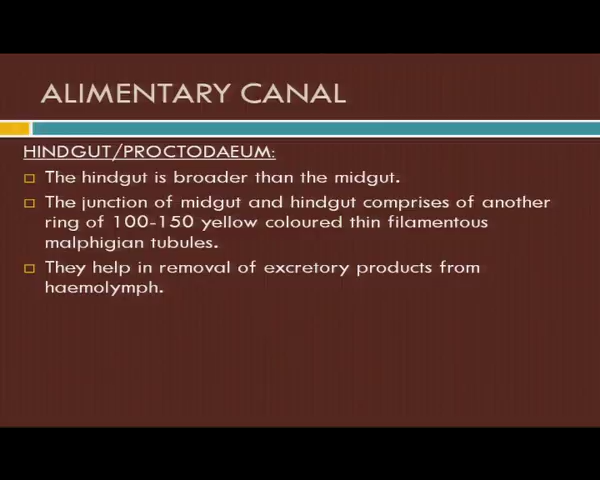 ALIMENTARY CANAL
HINDGUT/PROCTODAEUM:
The hindgut is broader than the midgut.
The junction of midgut and hindgut comprises of another
ring of 100-150 yellow coloured thin filamentous
malphigian tubules.
They help in removal of excretory products from
haemolymph.